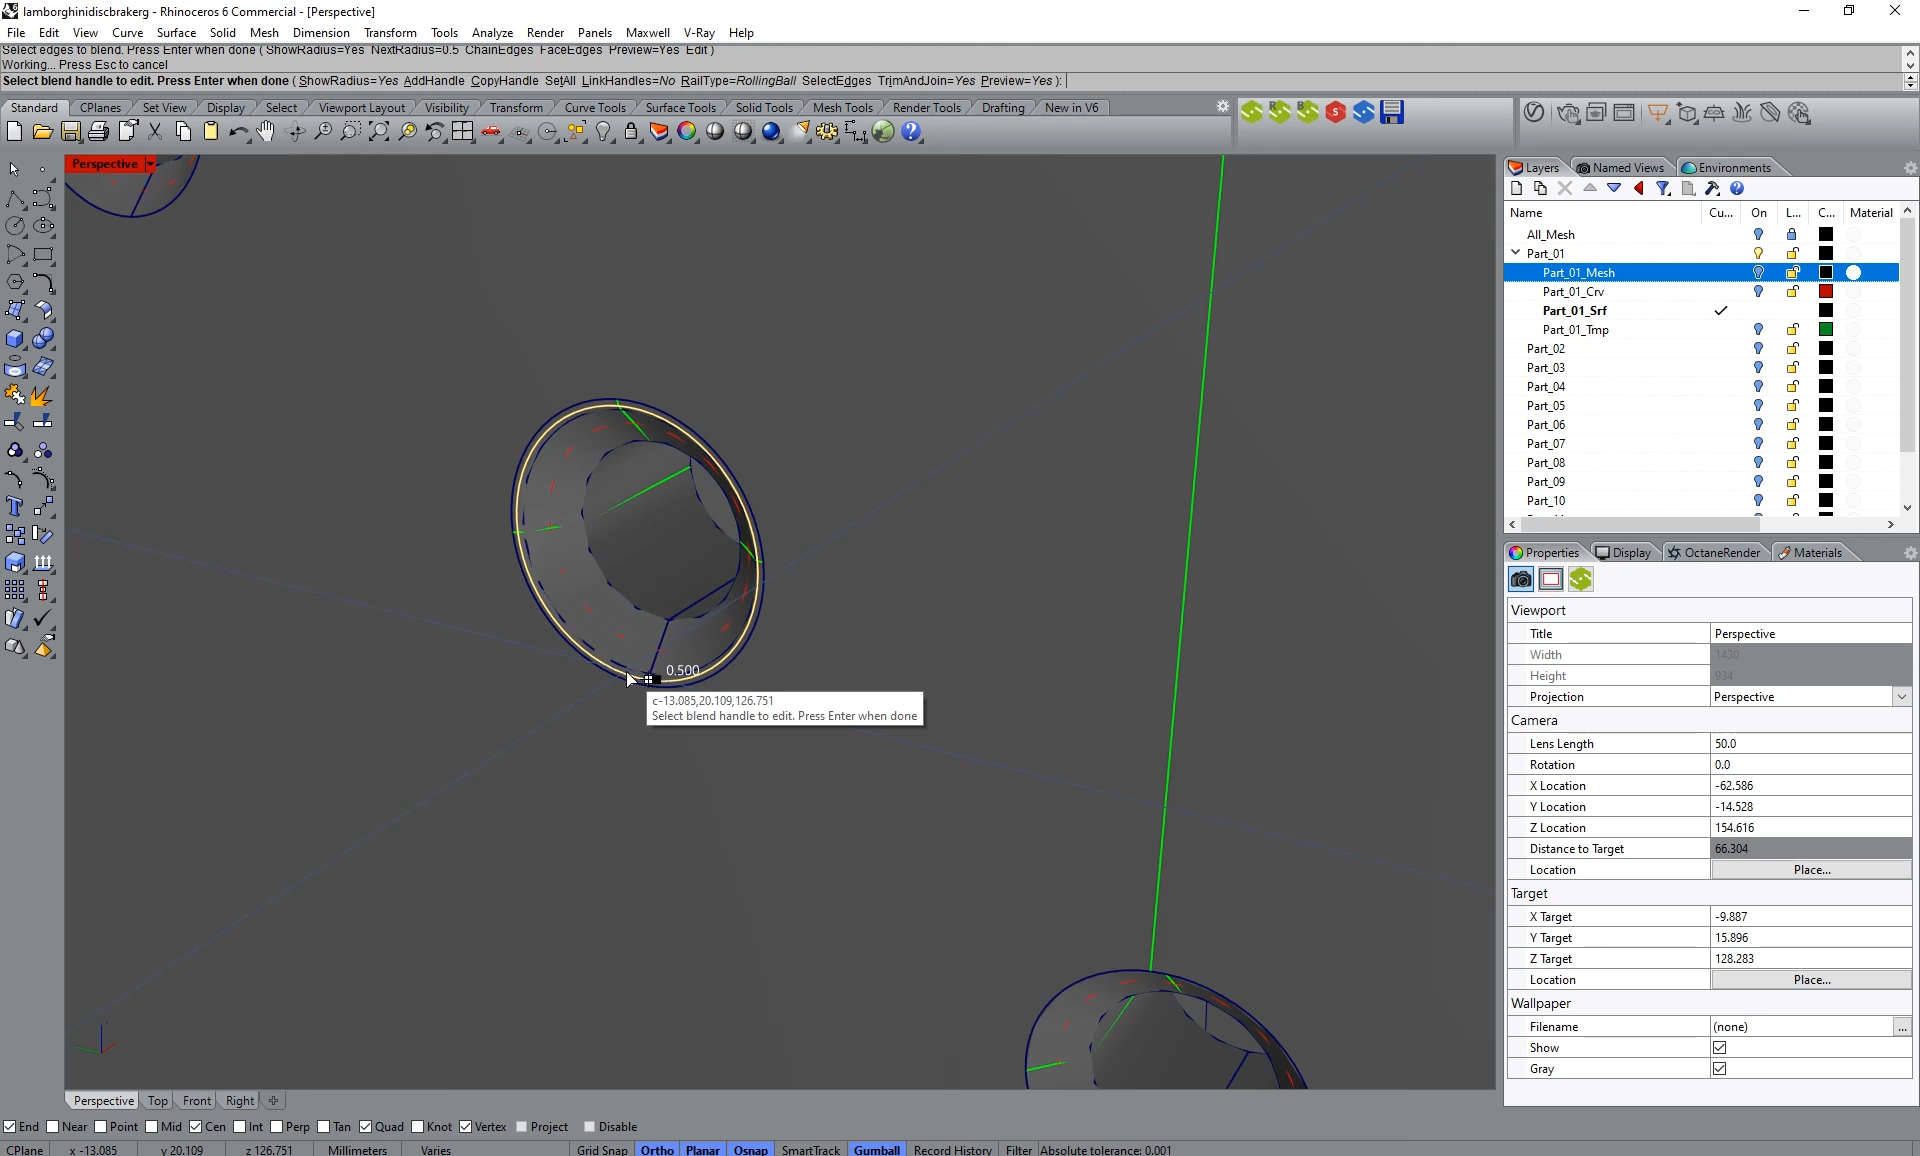 lamborghinidiscbrakerg - Rhinoceros 6 Commercial - [Perspective]
File Edit View Curve Surface Solid Mesh Dimension Transform Tools Analyze Render Panels Maxwell V-Ray Help
Select edges to blend. Press Enter when done ( ShowRadius=Yes NextRadius=0.5 ChainEdges FaceEdges Preview=Yes Edit )
Working... Press Esc to cancel
Select blend handle to edit. Press Enter when done ( ShowRadius=Yes AddHandle CopyHandle SetAll LinkHandles=No RailType=RollingBall SelectEdges TrimAndJoin=Yes Preview=Yes ):
Standard CPlanes Set View Display Select Viewport Layout Visibility Transform Curve Tools Surface Tools Solid Tools Mesh Tools Render Tools Drafting New in V6
Perspective
0.500
c-13.085,20.109,126.751
Select blend handle to edit. Press Enter when done
Layers Named Views Environments
Name Cu... On L... C... Material
All_Mesh
Part_01
Part_01_Mesh
Part_01_Crv
Part_01_Srf
Part_01_Tmp
Part_02
Part_03
Part_04
Part_05
Part_06
Part_07
Part_08
Part_09
Part_10
Properties Display OctaneRender Materials
Viewport
Title Perspective
Width 1430
Height 934
Projection Perspective
Camera
Lens Length 50.0
Rotation 0.0
X Location -62.586
Y Location -14.528
Z Location 154.616
Distance to Target 66.304
Location Place...
Target
X Target -9.887
Y Target 15.896
Z Target 128.283
Location Place...
Wallpaper
Filename (none) ...
Show
Gray
Perspective Top Front Right
End Near Point Mid Cen Int Perp Tan Quad Knot Vertex Project Disable
CPlane x -13.085 y 20.109 z 126.751 Millimeters Varies Grid Snap Ortho Planar Osnap SmartTrack Gumball Record History Filter Absolute tolerance: 0.001